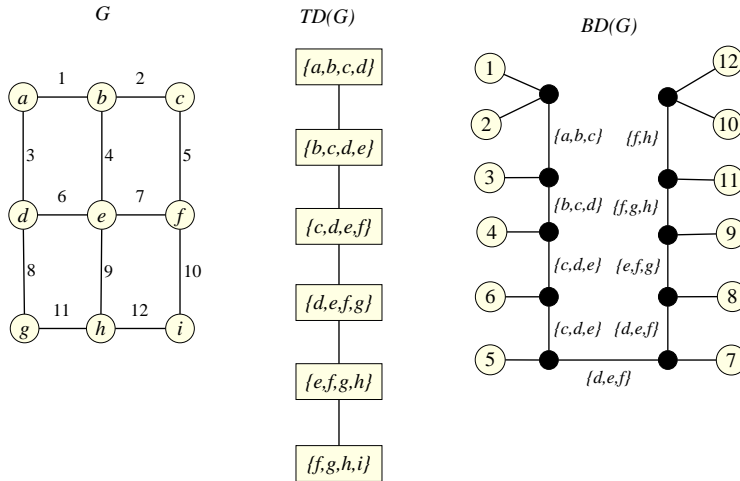 G
1 2
a b c
3 4 5
6 7
d e f
8 9 10
11 12
g h i
TD(G)
{a,b,c,d}
{b,c,d,e}
{c,d,e,f}
{d,e,f,g}
{e,f,g,h}
{f,g,h,i}
BD(G)
1 12
2 10
{a,b,c} {f,h}
3 11
{b,c,d} {f,g,h}
4 9
{c,d,e} {e,f,g}
6 8
{c,d,e} {d,e,f}
5 7
{d,e,f}